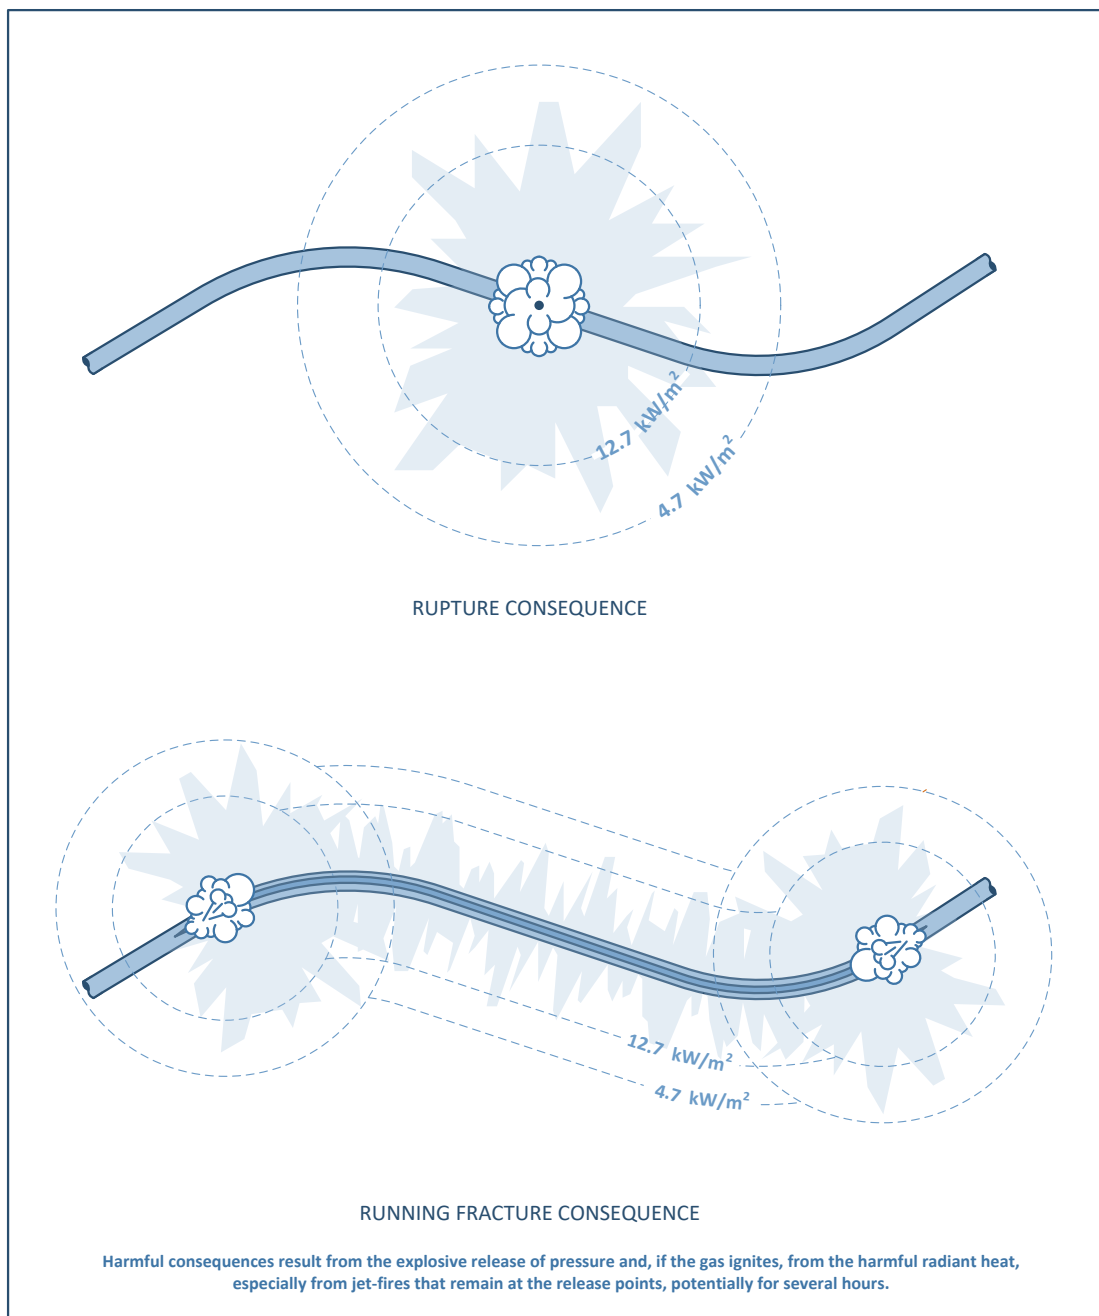 12.7 kW/m²
4.7 kW/m²
RUPTURE CONSEQUENCE
12.7 kW/m²
4.7 kW/m²
RUNNING FRACTURE CONSEQUENCE
Harmful consequences result from the explosive release of pressure and, if the gas ignites, from the harmful radiant heat,
especially from jet-fires that remain at the release points, potentially for several hours.